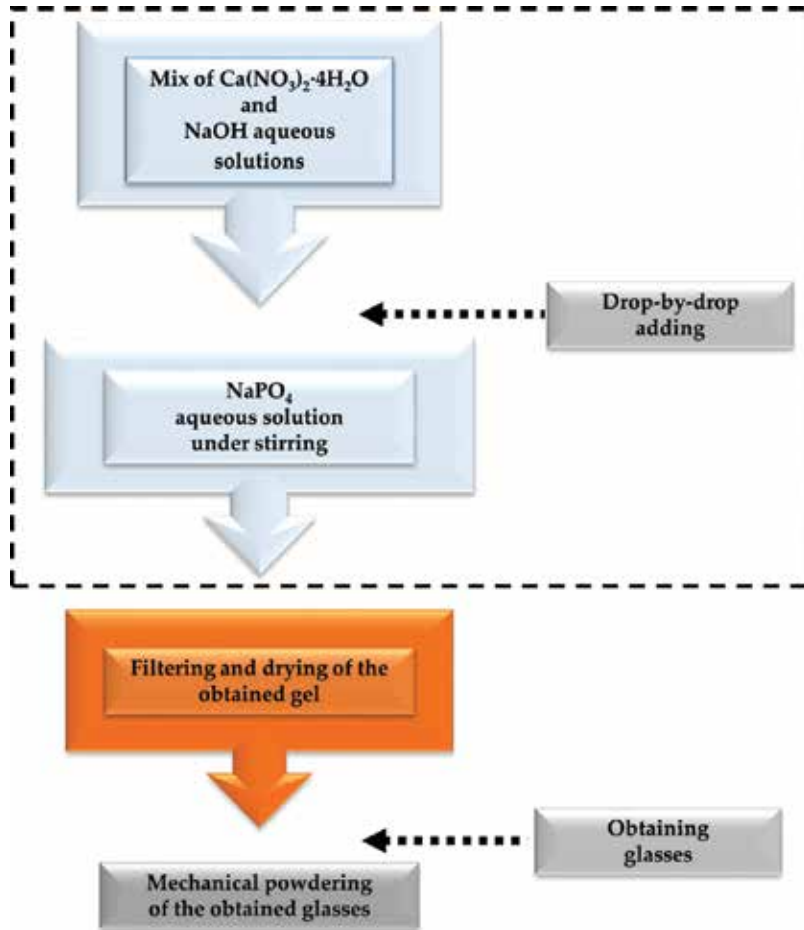 Mix of Ca(NO₃)₂·4H₂O
and
NaOH aqueous
solutions
Drop-by-drop
adding
NaPO₄
aqueous solution
under stirring
Filtering and drying of the
obtained gel
Obtaining
glasses
Mechanical powdering
of the obtained glasses